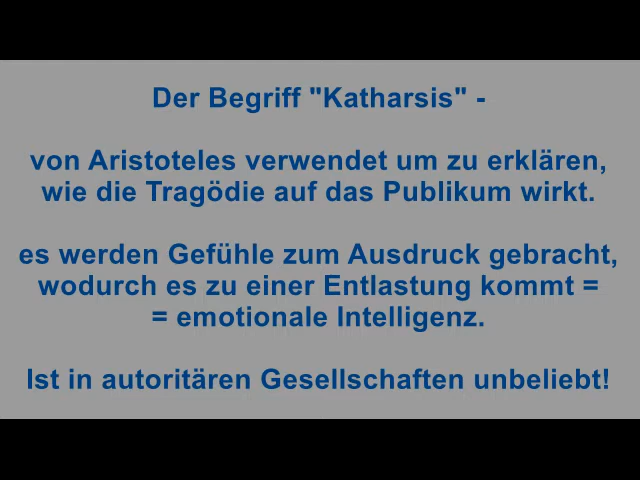 Der Begriff "Katharsis" -
von Aristoteles verwendet um zu erklären,
wie die Tragödie auf das Publikum wirkt.
es werden Gefühle zum Ausdruck gebracht,
wodurch es zu einer Entlastung kommt =
= emotionale Intelligenz.
Ist in autoritären Gesellschaften unbeliebt!